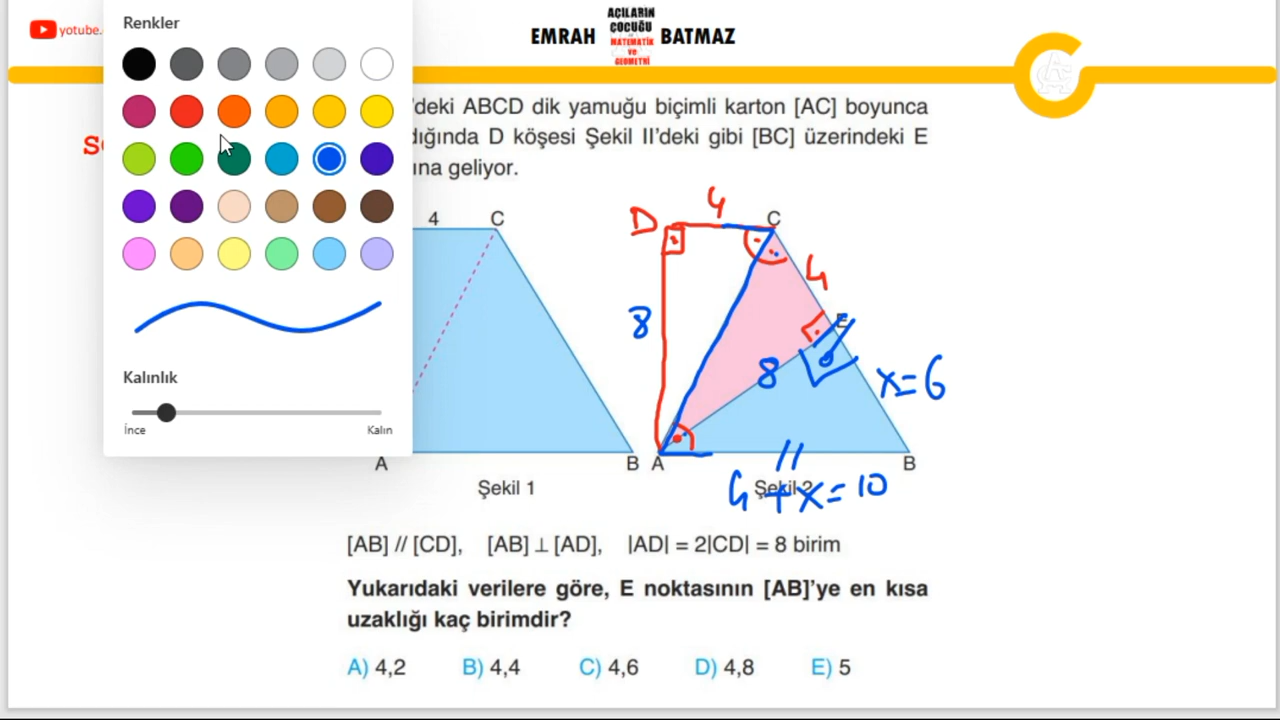 Renkler
yotube.
EMRAH
AÇILARIN
ÇOCUĞU
MATEMATİK
ve
GEOMETRİ
BATMAZ
'deki ABCD dik yamuğu biçimli karton [AC] boyunca
dığında D köşesi Şekil II'deki gibi [BC] üzerindeki E
ına geliyor.
4
C
D
4
C
4
8
E
8
x=6
Kalınlık
İnce
Kalın
A
B
A
B
Şekil 1
Şekil 2
4+x=10
[AB] // [CD], [AB] ⊥ [AD], |AD| = 2|CD| = 8 birim
Yukarıdaki verilere göre, E noktasının [AB]'ye en kısa
uzaklığı kaç birimdir?
A) 4,2 B) 4,4 C) 4,6 D) 4,8 E) 5